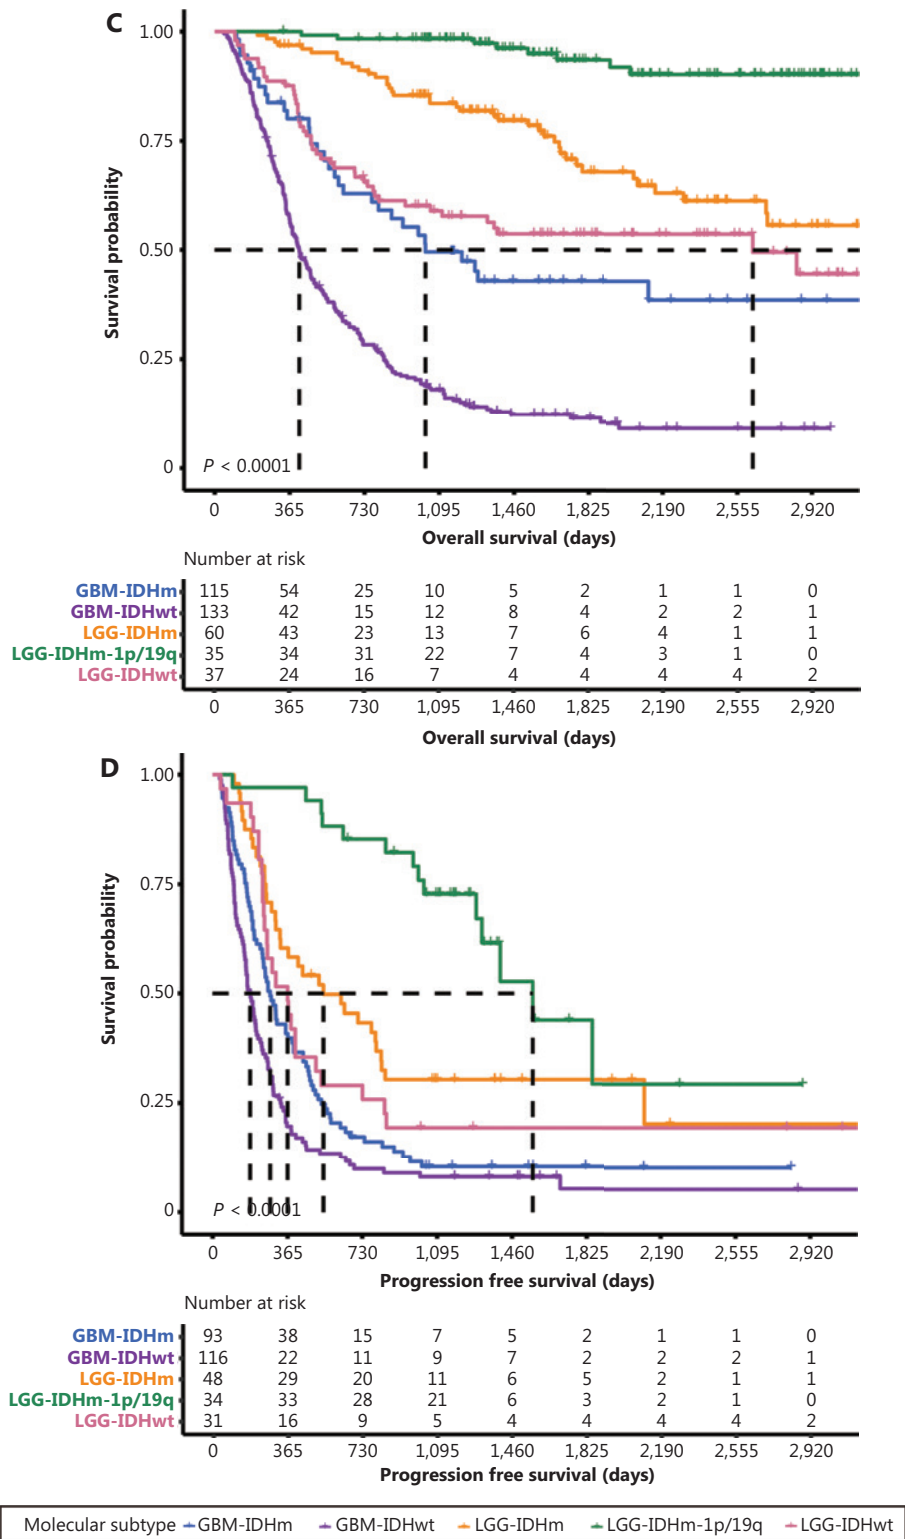 C
1.00
0.75
0.50
0.25
0
Survival probability
P < 0.0001
0 365 730 1,095 1,460 1,825 2,190 2,555 2,920
Overall survival (days)
Number at risk
GBM-IDHm 115 54 25 10 5 2 1 1 0
GBM-IDHwt 133 42 15 12 8 4 2 2 1
LGG-IDHm 60 43 23 13 7 6 4 1 1
LGG-IDHm-1p/19q 35 34 31 22 7 4 3 1 0
LGG-IDHwt 37 24 16 7 4 4 4 4 2
0 365 730 1,095 1,460 1,825 2,190 2,555 2,920
Overall survival (days)
D
1.00
0.75
0.50
0.25
0
Survival probability
P < 0.0001
0 365 730 1,095 1,460 1,825 2,190 2,555 2,920
Progression free survival (days)
Number at risk
GBM-IDHm 93 38 15 7 5 2 1 1 0
GBM-IDHwt 116 22 11 9 7 2 2 2 1
LGG-IDHm 48 29 20 11 6 5 2 1 1
LGG-IDHm-1p/19q 34 33 28 21 6 3 2 1 0
LGG-IDHwt 31 16 9 5 4 4 4 4 2
0 365 730 1,095 1,460 1,825 2,190 2,555 2,920
Progression free survival (days)
Molecular subtype GBM-IDHm GBM-IDHwt LGG-IDHm LGG-IDHm-1p/19q LGG-IDHwt